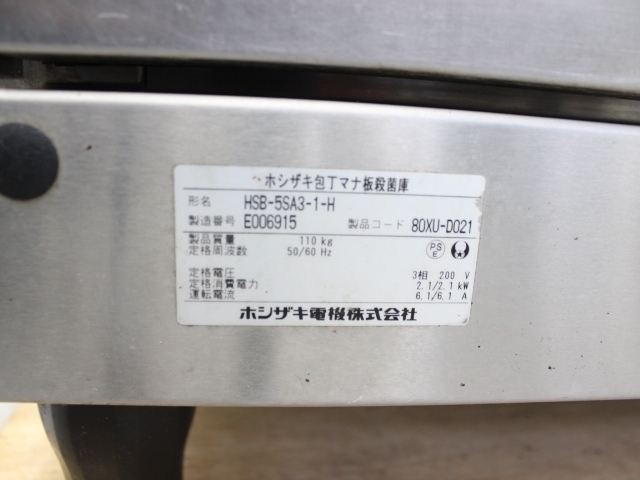 ホシザキ包丁マナ板殺菌庫
形名 HSB-5SA3-1-H
製造番号 E006915 製品コード 80XU-D021
製品質量 110 kg
定格周波数 50/60 Hz
PS
E
定格電圧 3相 200 V
定格消費電力 2.1/2.1 kW
運転電流 6.1/6.1 A
ホシザキ電機株式会社